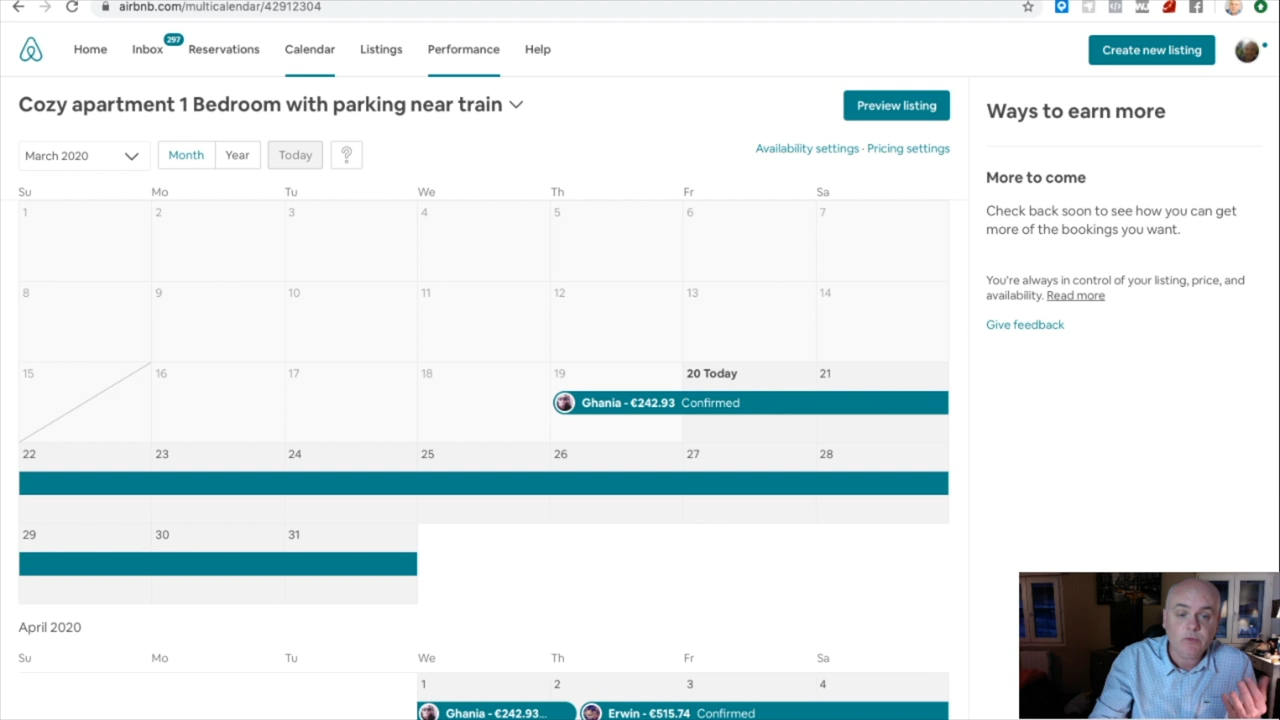 airbnb.com/multicalendar/42912304
Home Inbox 297 Reservations Calendar Listings Performance Help Create new listing
Cozy apartment 1 Bedroom with parking near train
Preview listing
March 2020 Month Year Today ?
Availability settings · Pricing settings
Su Mo Tu We Th Fr Sa
1 2 3 4 5 6 7
8 9 10 11 12 13 14
15 16 17 18 19 20 Today 21
Ghania - €242.93 Confirmed
22 23 24 25 26 27 28
29 30 31
April 2020
Su Mo Tu We Th Fr Sa
1 2 3 4
Ghania - €242.93... Erwin - €515.74 Confirmed
Ways to earn more
More to come
Check back soon to see how you can get
more of the bookings you want.
You're always in control of your listing, price, and
availability. Read more
Give feedback